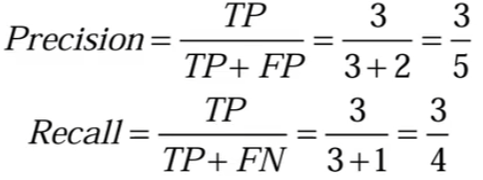 Precision = TP / (TP + FP) = 3 / (3 + 2) = 3 / 5
Recall = TP / (TP + FN) = 3 / (3 + 1) = 3 / 4